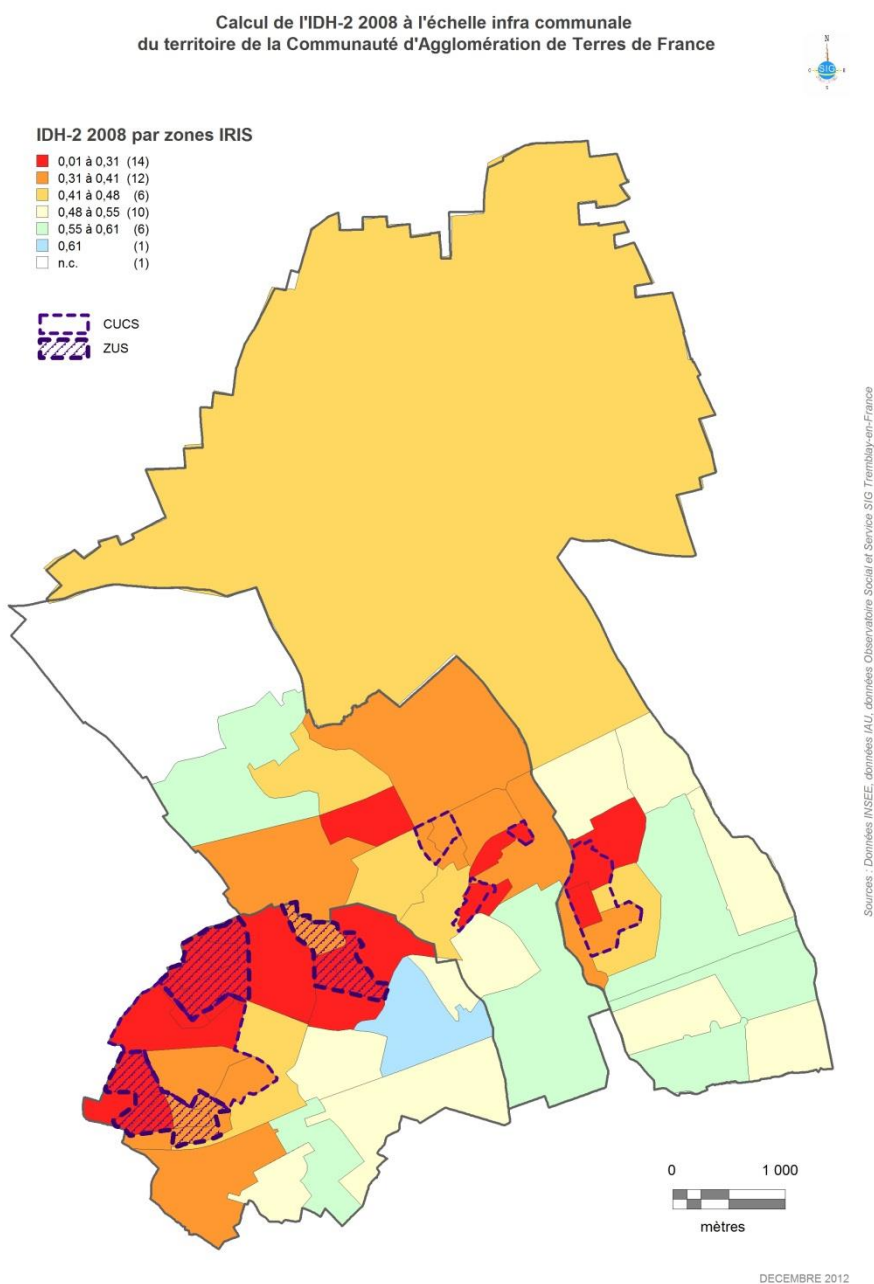 Calcul de l'IDH-2 2008 à l'échelle infra communale
du territoire de la Communauté d'Agglomération de Terres de France
N
SIG
O E
S
IDH-2 2008 par zones IRIS
0,01 à 0,31 (14)
0,31 à 0,41 (12)
0,41 à 0,48 (6)
0,48 à 0,55 (10)
0,55 à 0,61 (6)
0,61 (1)
n.c. (1)
CUCS
ZUS
Sources : Données INSEE, données IAU, données Observatoire Social et Service SIG Tremblay-en-France
0 1 000
mètres
DECEMBRE 2012